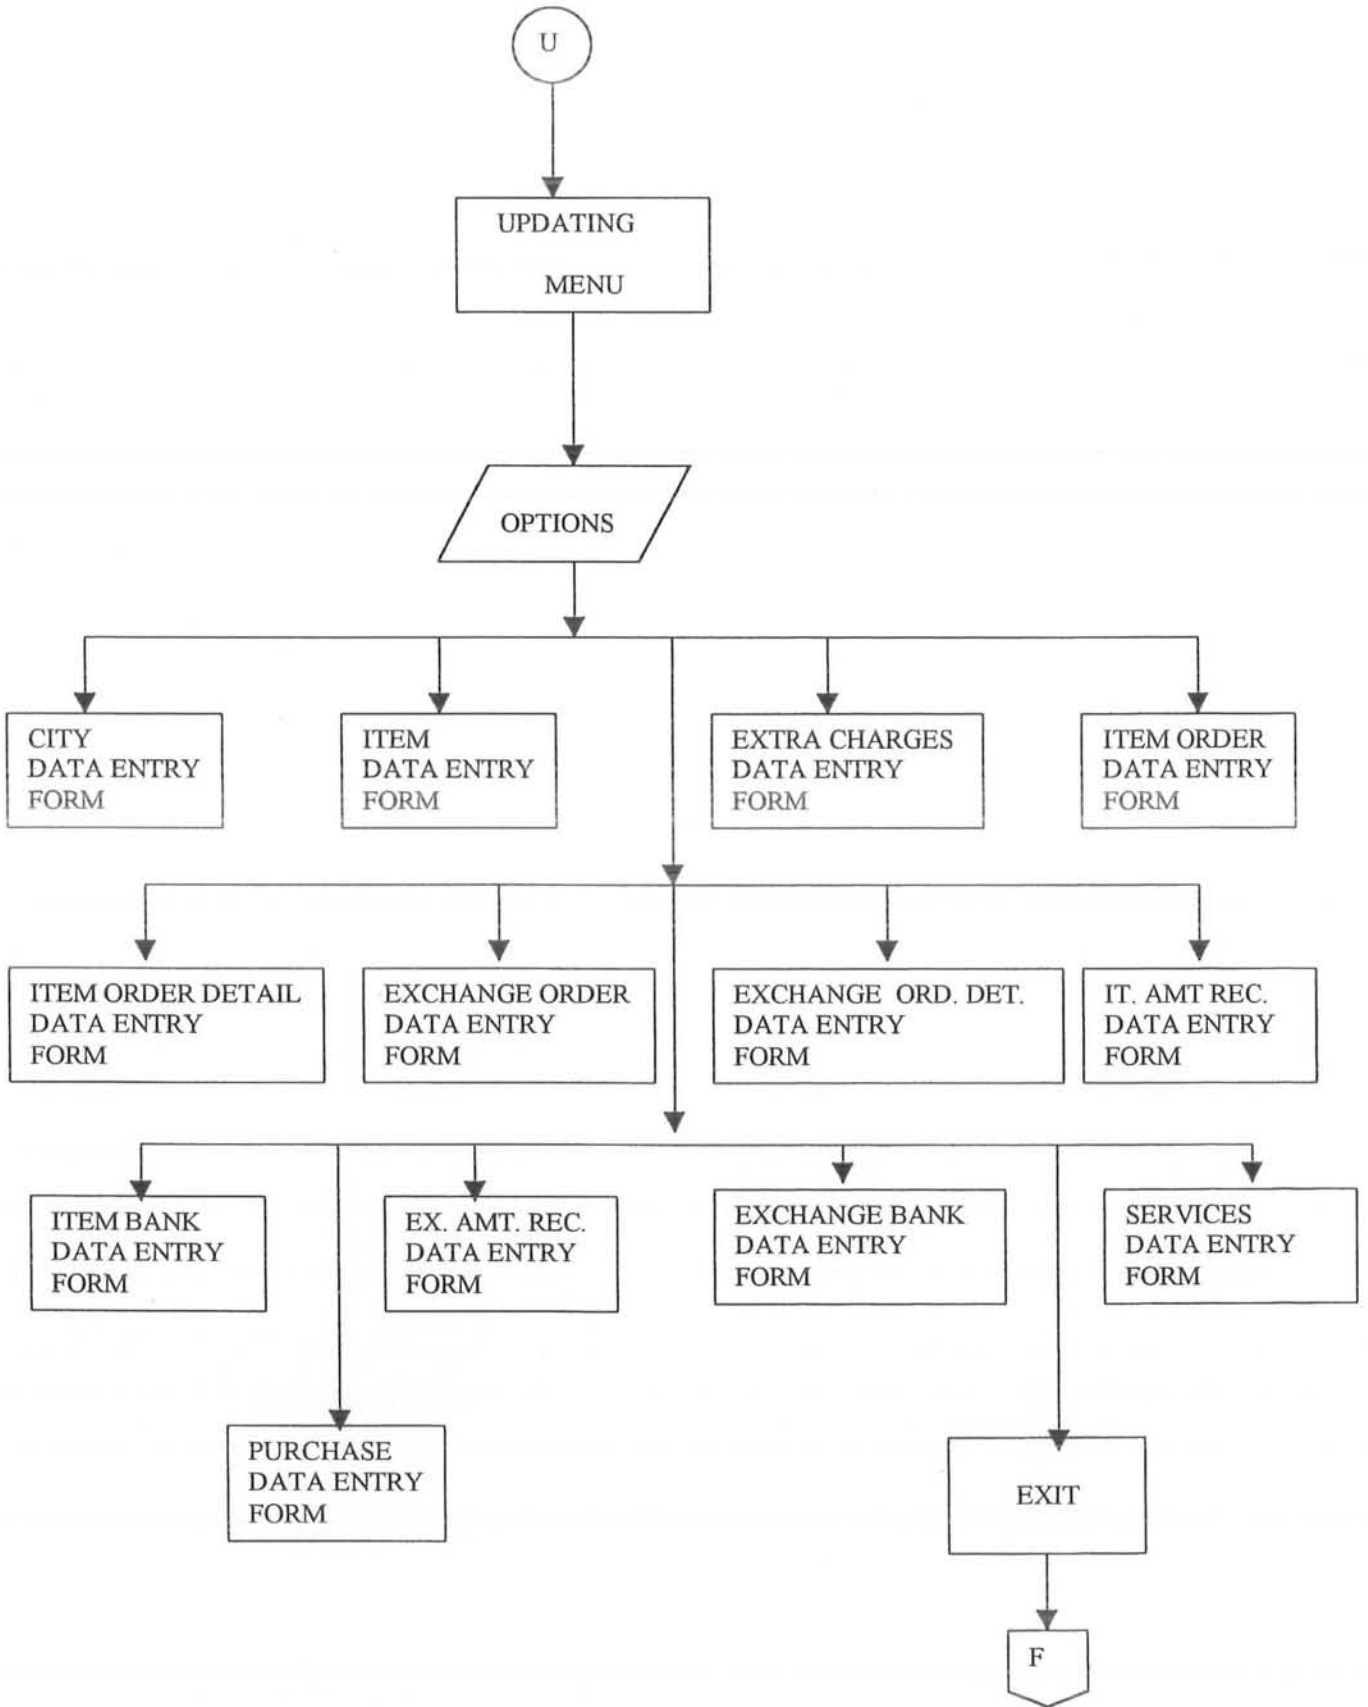 U
UPDATING
MENU
OPTIONS
CITY
DATA ENTRY
FORM
ITEM
DATA ENTRY
FORM
EXTRA CHARGES
DATA ENTRY
FORM
ITEM ORDER
DATA ENTRY
FORM
ITEM ORDER DETAIL
DATA ENTRY
FORM
EXCHANGE ORDER
DATA ENTRY
FORM
EXCHANGE ORD. DET.
DATA ENTRY
FORM
IT. AMT REC.
DATA ENTRY
FORM
ITEM BANK
DATA ENTRY
FORM
EX. AMT. REC.
DATA ENTRY
FORM
EXCHANGE BANK
DATA ENTRY
FORM
SERVICES
DATA ENTRY
FORM
PURCHASE
DATA ENTRY
FORM
EXIT
F